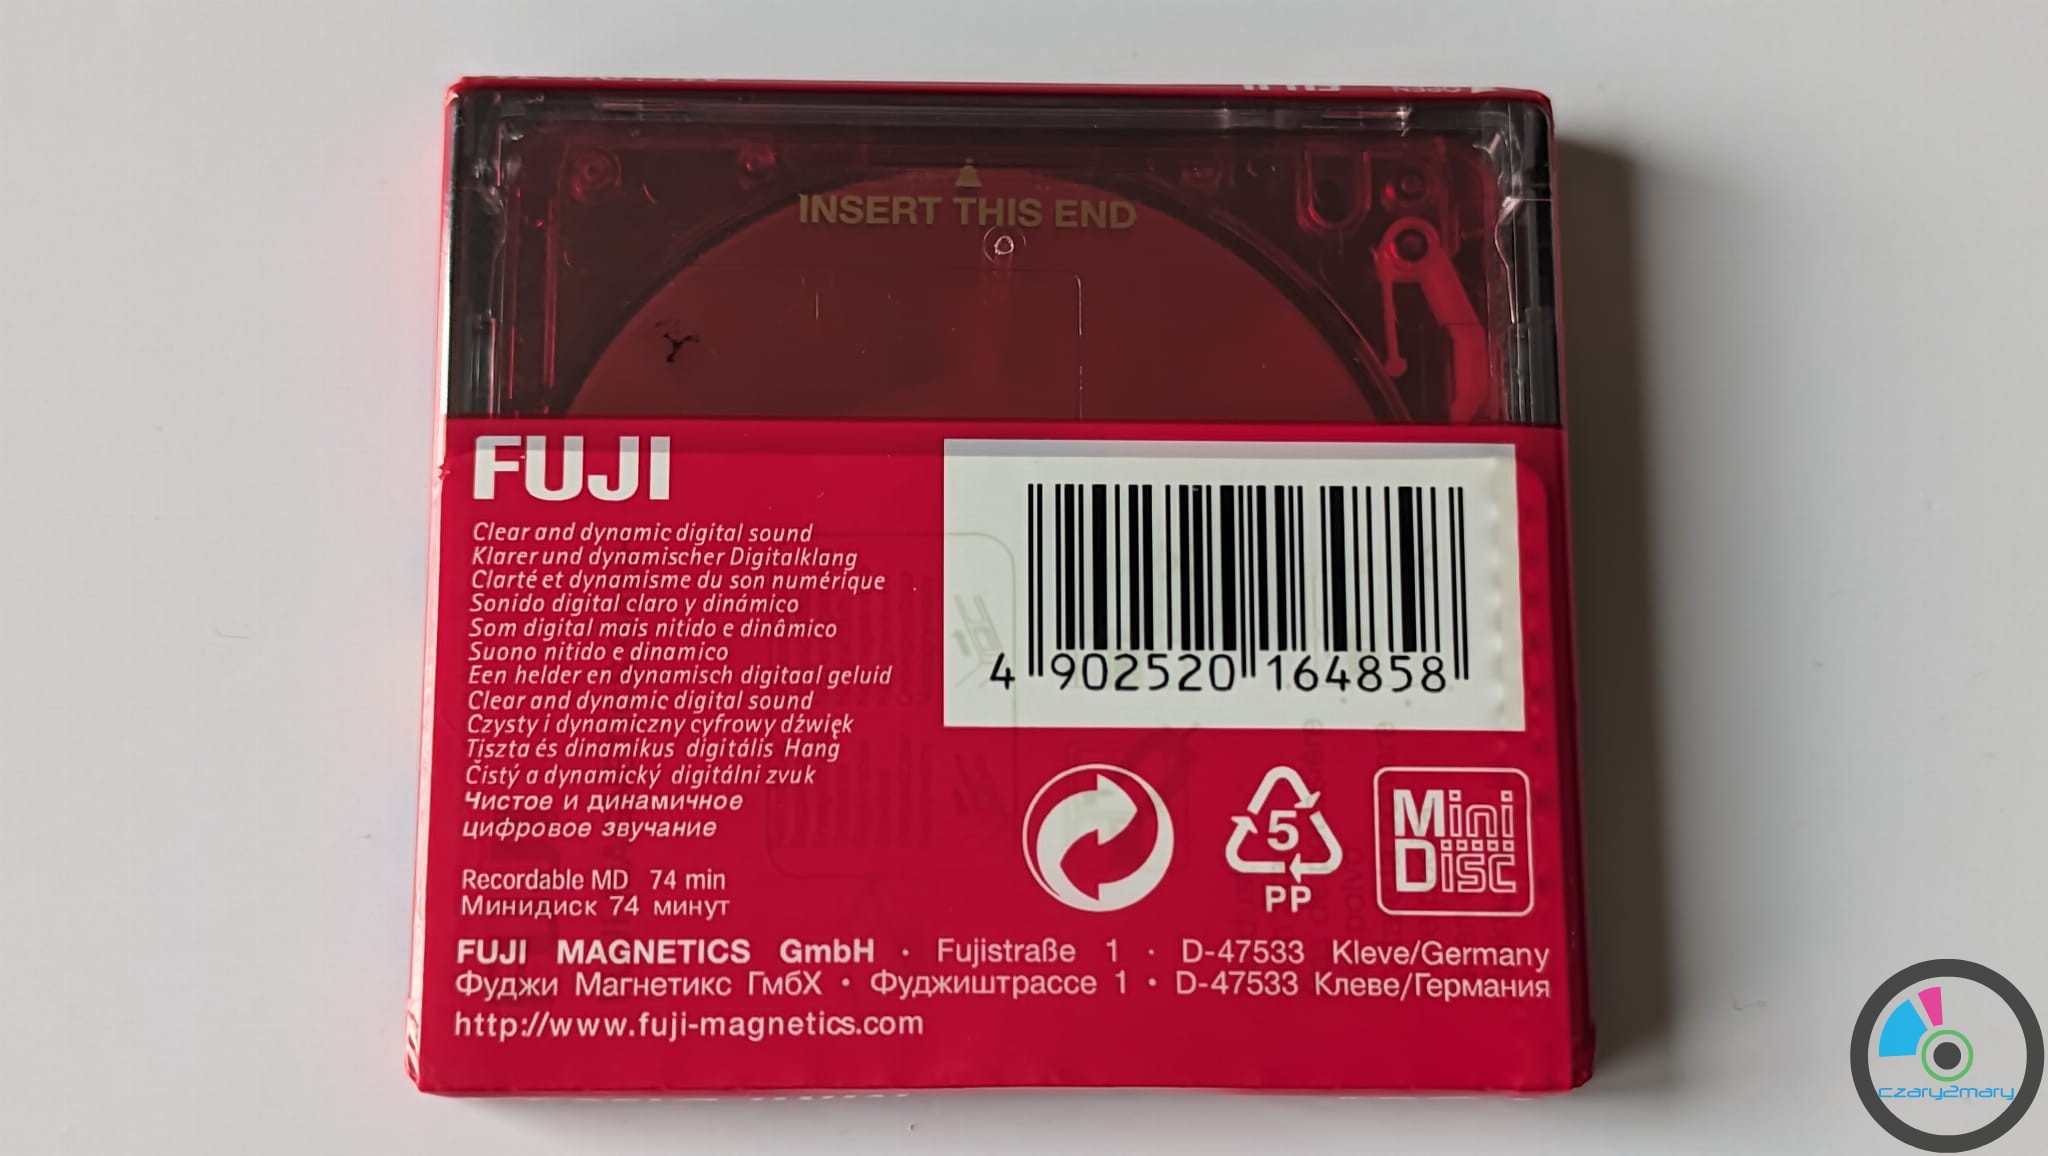 FUJI
OPEN
INSERT THIS END
FUJI
Clear and dynamic digital sound
Klarer und dynamischer Digitalklang
Clarté et dynamisme du son numérique
Sonido digital claro y dinámico
Som digital mais nitido e dinâmico
Suono nitido e dinamico
Een helder en dynamisch digitaal geluid
Clear and dynamic digital sound
Czysty i dynamiczny cyfrowy dźwięk
Tiszta és dinamikus digitális Hang
Čistý a dynamický digitálni zvuk
Чистое и динамичное
цифровое звучание
4 902520 164858
Recordable MD 74 min
Минидиск 74 минут
5
PP
Mini
Disc
FUJI MAGNETICS GmbH · Fujistraße 1 · D-47533 Kleve/Germany
Фуджи Магнетикс ГмбХ · Фуджиштрассе 1 · D-47533 Клеве/Германия
http://www.fuji-magnetics.com
czary2mary